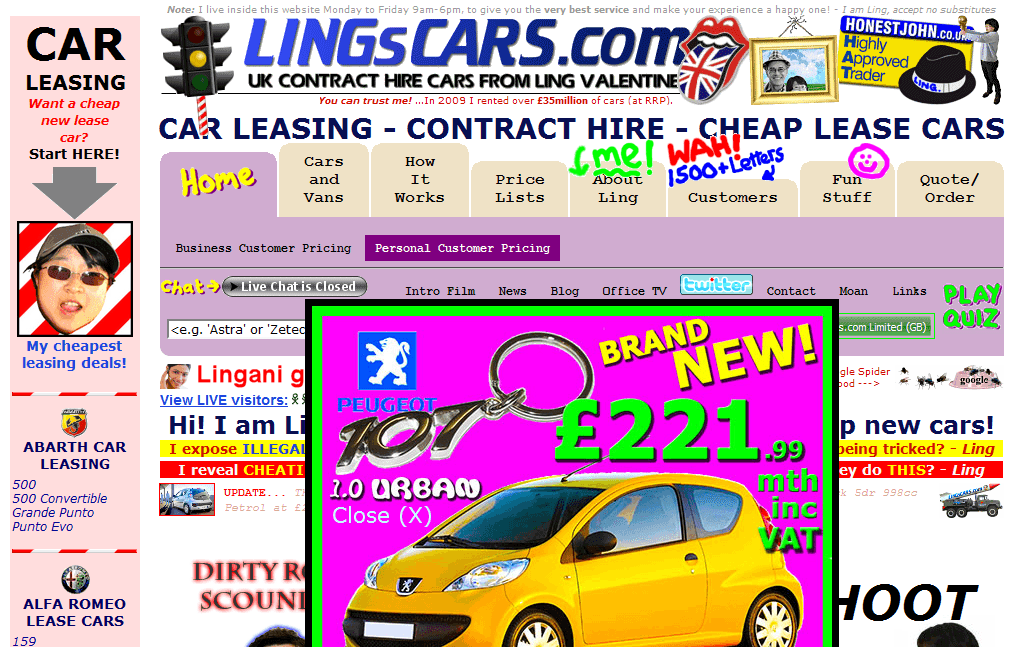 Note: I live inside this website Monday to Friday 9am-6pm, to give you the very best service and make your experience a happy one! - I am Ling, accept no substitutes
CAR
LEASING
Want a cheap
new lease
car?
Start HERE!
My cheapest
leasing deals!
ABARTH CAR
LEASING
500
500 Convertible
Grande Punto
Punto Evo
ALFA ROMEO
LEASE CARS
159
LINGsCARS.com
UK CONTRACT HIRE CARS FROM LING VALENTINE
You can trust me! ...In 2009 I rented over £35million of cars (at RRP).
HONESTJOHN.co.uk
Highly
Approved
Trader
LING.
CAR LEASING - CONTRACT HIRE - CHEAP LEASE CARS
Home
Cars
and
Vans
How
It
Works
Price
Lists
me!
About
Ling
WAH!
1500+Letters
Customers
Fun
Stuff
Quote/
Order
Business Customer Pricing
Personal Customer Pricing
Chat
Live Chat is Closed
Intro Film
News
Blog
Office TV
twitter
Contact
Moan
Links
PLAY
QUIZ
<e.g. 'Astra' or 'Zetec
s.com Limited (GB)
Lingani g
gle Spider
ood --->
google
View LIVE visitors:
Hi! I am Li
p new cars!
I expose ILLEGAL
being tricked? - Ling
I reveal CHEATI
ey do THIS? - Ling
UPDATE...
Petrol at £2
k 5dr 998cc
LINGsCARS.com
DIRTY RO
SCOUND
HOOT
PEUGEOT
107
1.0 URBAN
Close (X)
BRAND
NEW!
£221.99
mth
inc
VAT